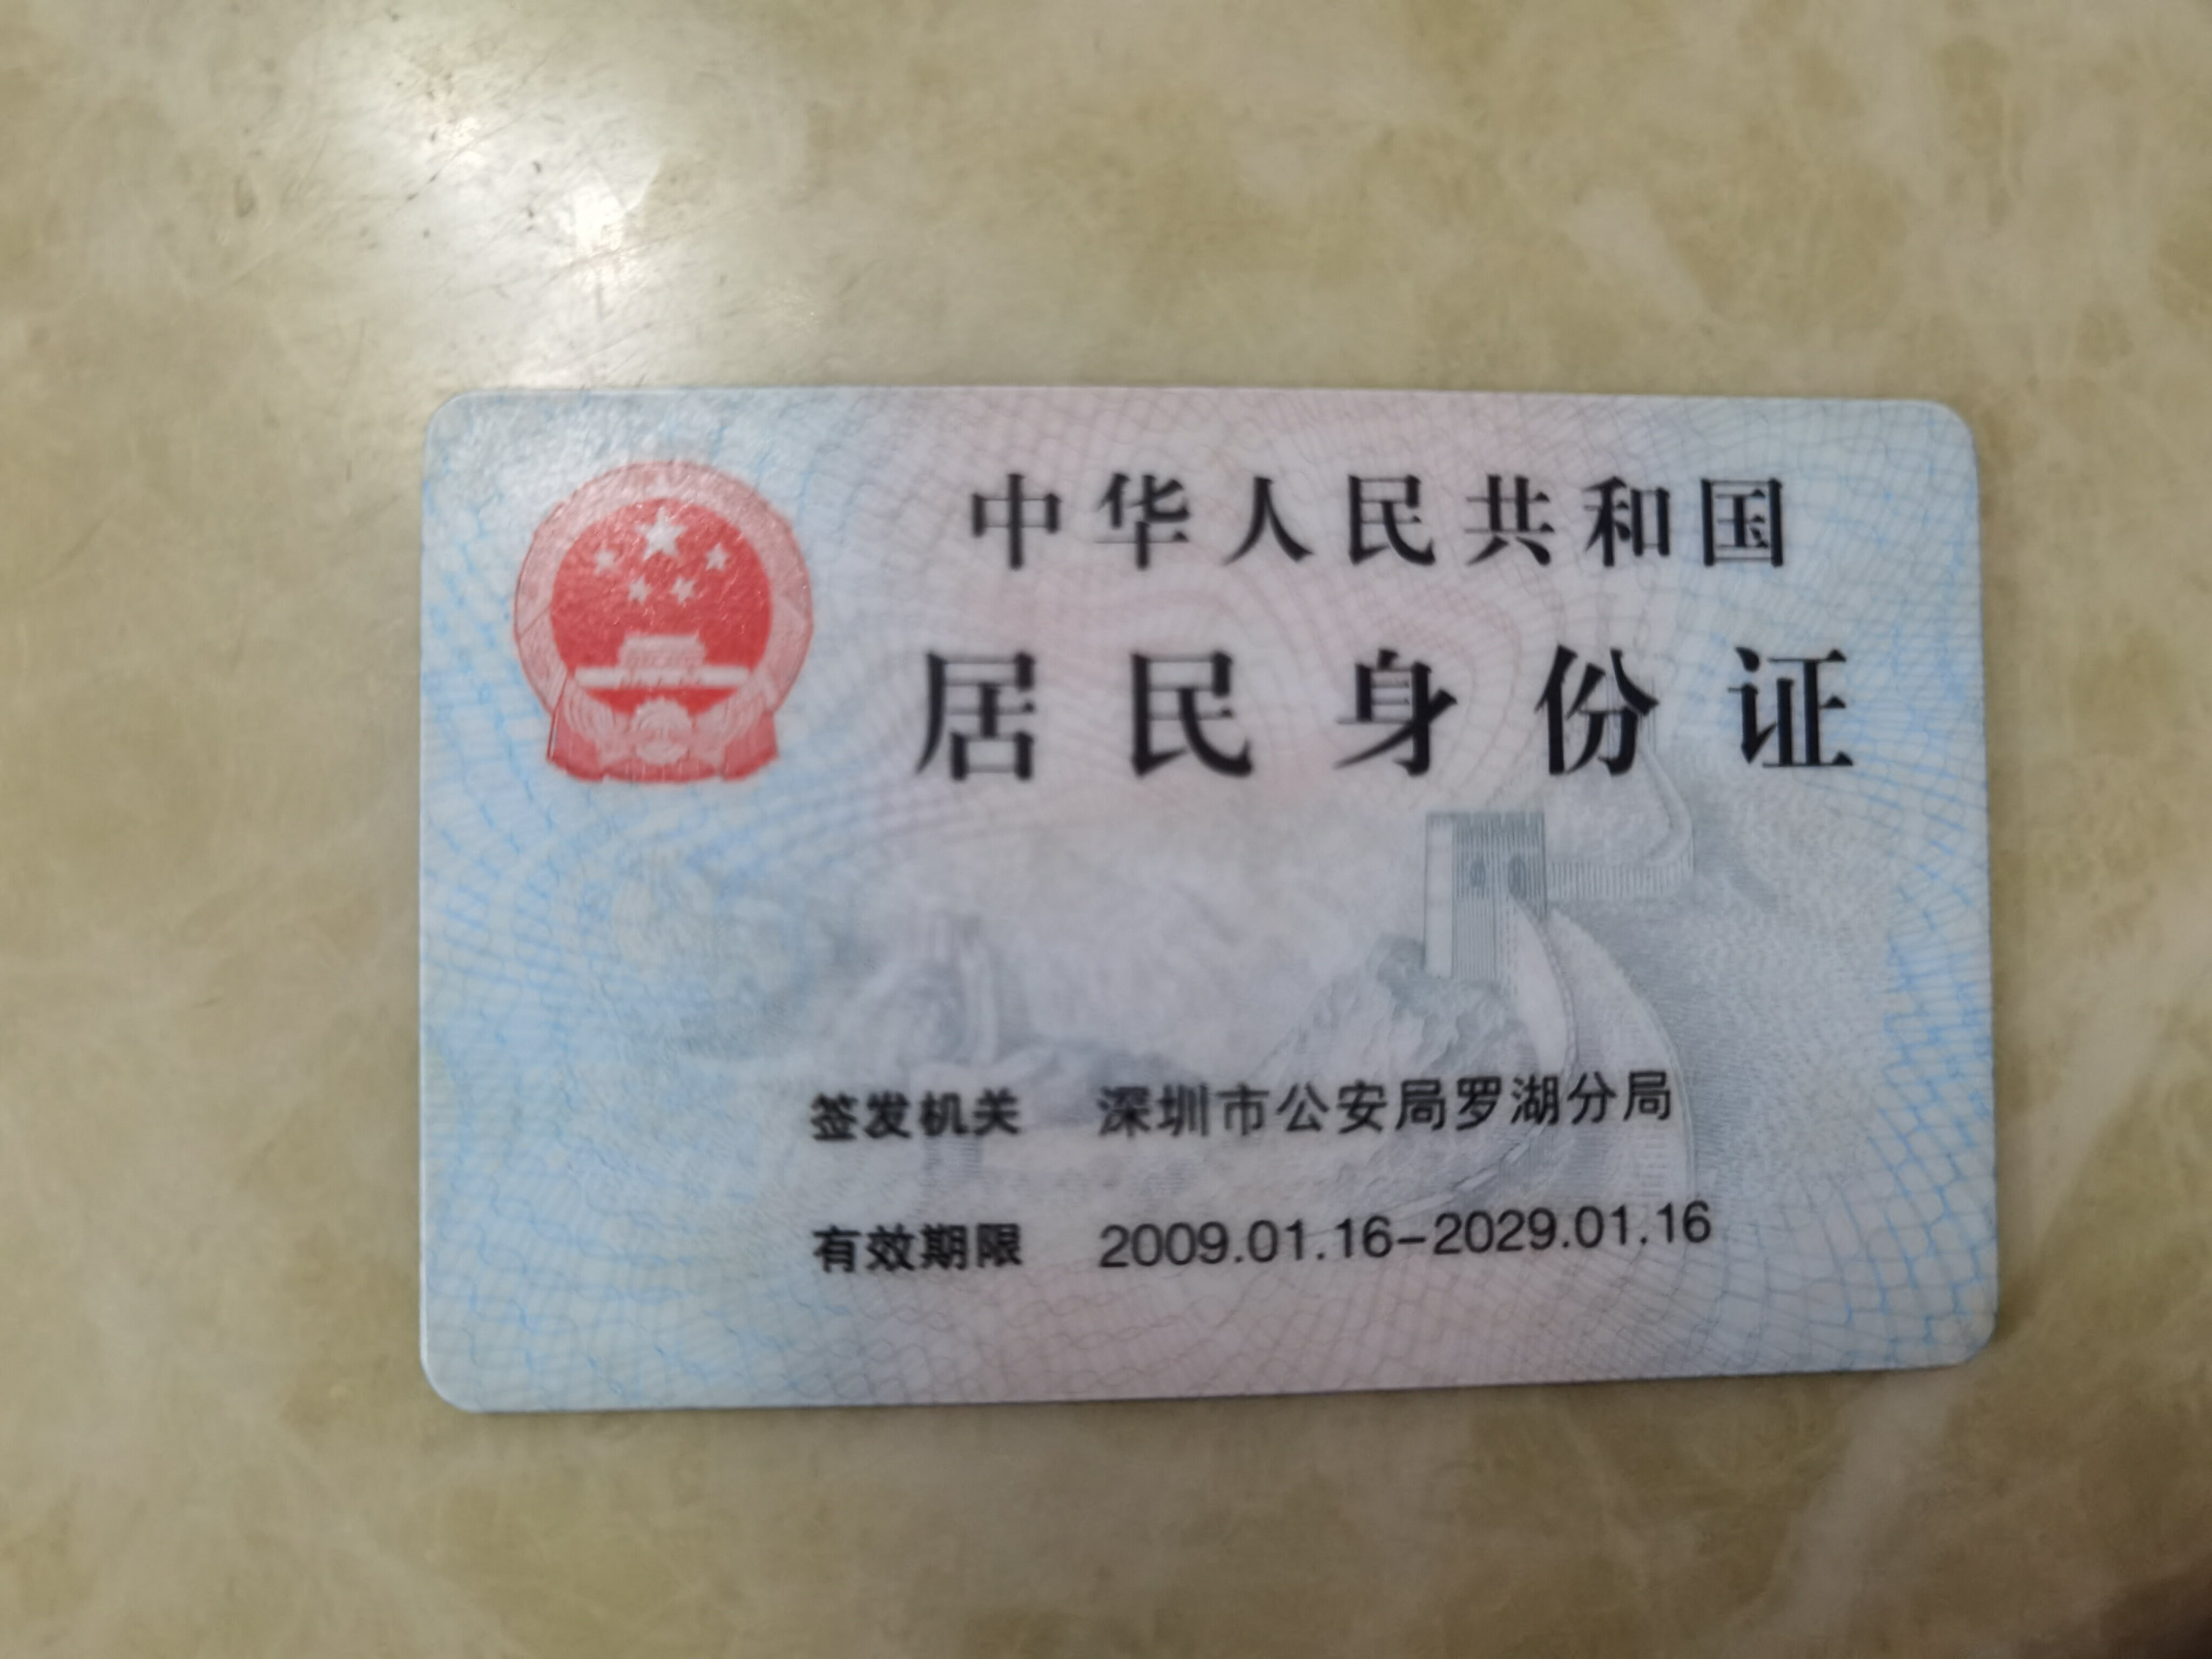 中华人民共和国
居民身份证
签发机关 深圳市公安局罗湖分局
有效期限 2009.01.16-2029.01.16